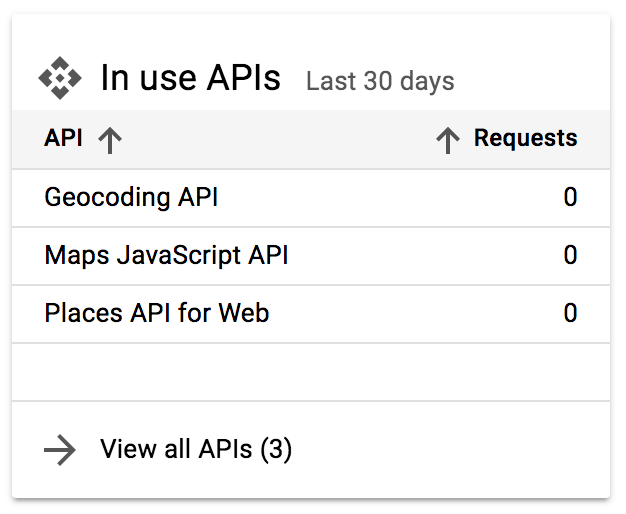 In use APIs Last 30 days
API Requests
Geocoding API 0
Maps JavaScript API 0
Places API for Web 0
View all APIs (3)